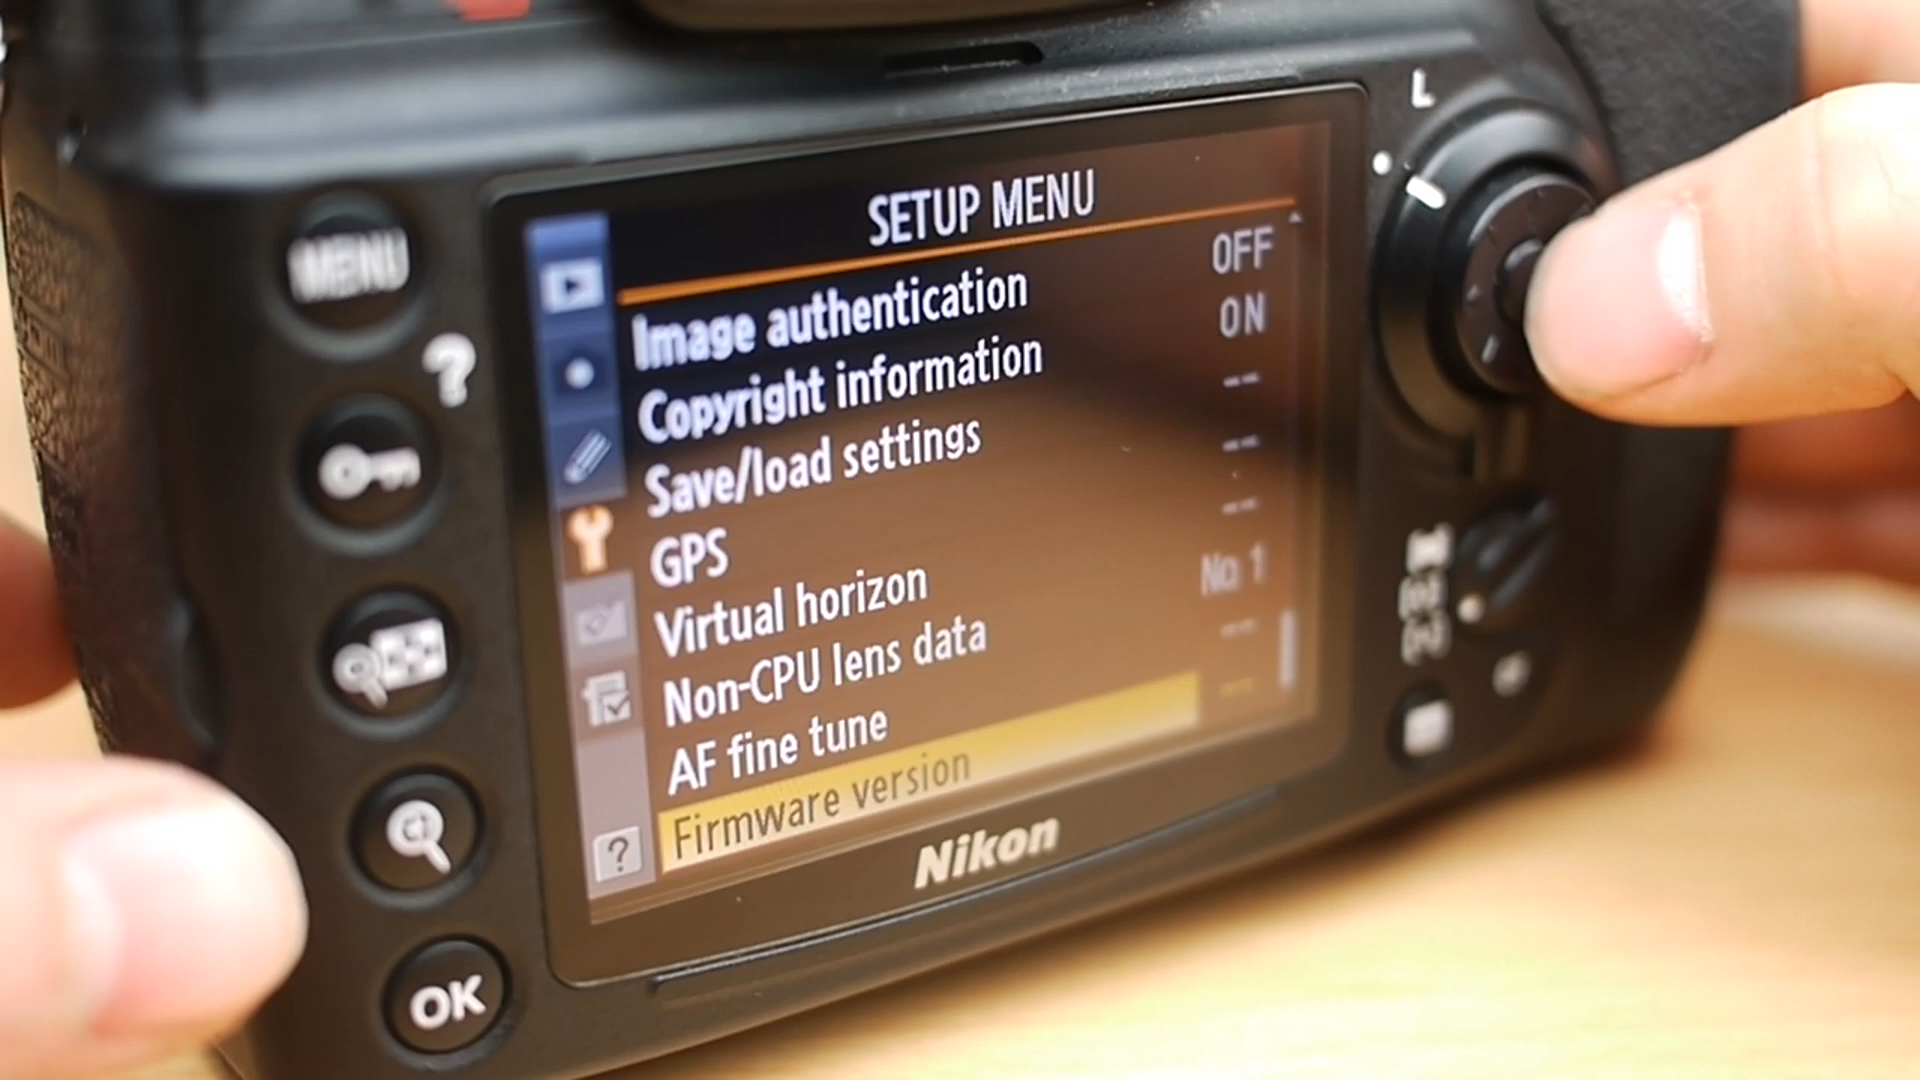 L
SETUP MENU
Image authentication OFF
Copyright information ON
Save/load settings --
GPS --
Virtual horizon --
Non-CPU lens data No 1
AF fine tune --
Firmware version --
?
Nikon
MENU
?
OK